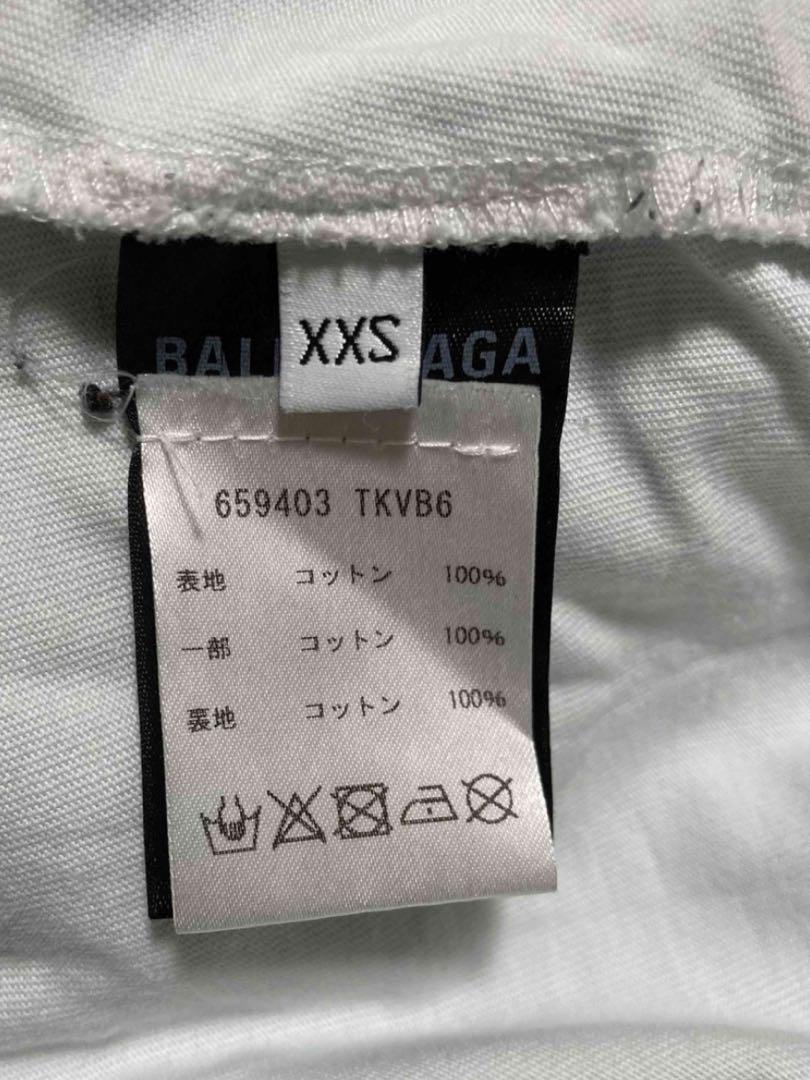 XXS
BAL AGA
659403 TKVB6
表地 コットン 100%
一部 コットン 100%
裏地 コットン 100%